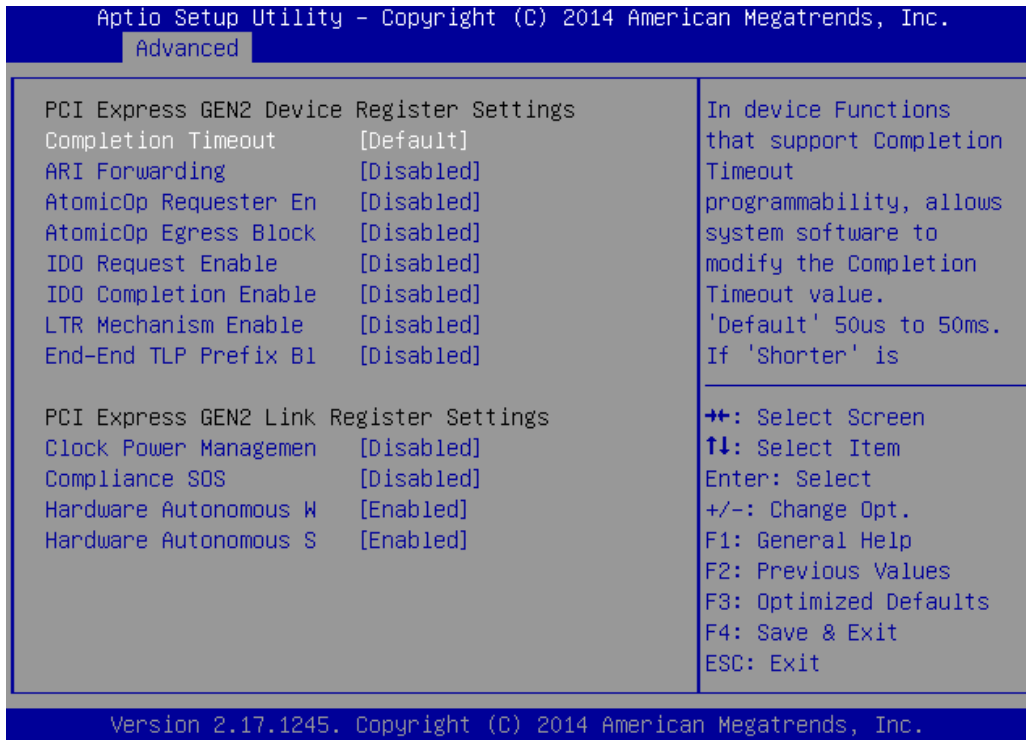 Aptio Setup Utility – Copyright (C) 2014 American Megatrends, Inc.
Advanced
PCI Express GEN2 Device Register Settings
Completion Timeout [Default]
ARI Forwarding [Disabled]
AtomicOp Requester En [Disabled]
AtomicOp Egress Block [Disabled]
IDO Request Enable [Disabled]
IDO Completion Enable [Disabled]
LTR Mechanism Enable [Disabled]
End-End TLP Prefix Bl [Disabled]
PCI Express GEN2 Link Register Settings
Clock Power Managemen [Disabled]
Compliance SOS [Disabled]
Hardware Autonomous W [Enabled]
Hardware Autonomous S [Enabled]
In device Functions
that support Completion
Timeout
programmability, allows
system software to
modify the Completion
Timeout value.
'Default' 50us to 50ms.
If 'Shorter' is
→←: Select Screen
↑↓: Select Item
Enter: Select
+/-: Change Opt.
F1: General Help
F2: Previous Values
F3: Optimized Defaults
F4: Save & Exit
ESC: Exit
Version 2.17.1245. Copyright (C) 2014 American Megatrends, Inc.